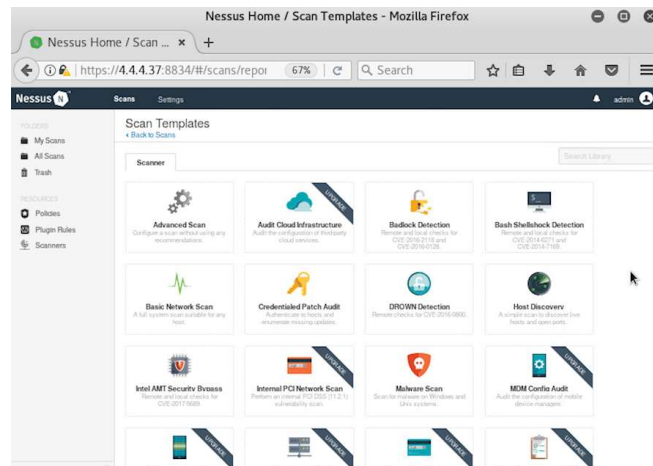 Nessus Home / Scan Templates - Mozilla Firefox
Nessus Home / Scan ... × +
https://4.4.4.37:8834/#/scans/repor 67% Search
Nessus N Scans Settings admin
FOLDERS
My Scans
All Scans
Trash
RESOURCES
Policies
Plugin Rules
Scanners
Scan Templates
Back to Scans
Scanner
Search Library
Advanced Scan
Configure a scan without using any
recommendations.
UPGRADE
Audit Cloud Infrastructure
Audit the configuration of third-party
cloud services.
Badlock Detection
Remote and local checks for
CVE-2016-2118 and
CVE-2016-0128.
Bash Shellshock Detection
Remote and local checks for
CVE-2014-6271 and
CVE-2014-7169.
Basic Network Scan
A full system scan suitable for any
host.
Credentialed Patch Audit
Authenticate to hosts and
enumerate missing updates.
DROWN Detection
Remote checks for CVE-2016-0800.
Host Discovery
A simple scan to discover live
hosts and open ports.
Intel AMT Security Bypass
Remote and local checks for
CVE-2017-5689.
UPGRADE
Internal PCI Network Scan
Perform an internal PCI DSS (11.2.1)
vulnerability scan.
Malware Scan
Scan for malware on Windows and
Unix systems.
UPGRADE
MDM Config Audit
Audit the configuration of mobile
device managers.
UPGRADE
UPGRADE
UPGRADE
UPGRADE